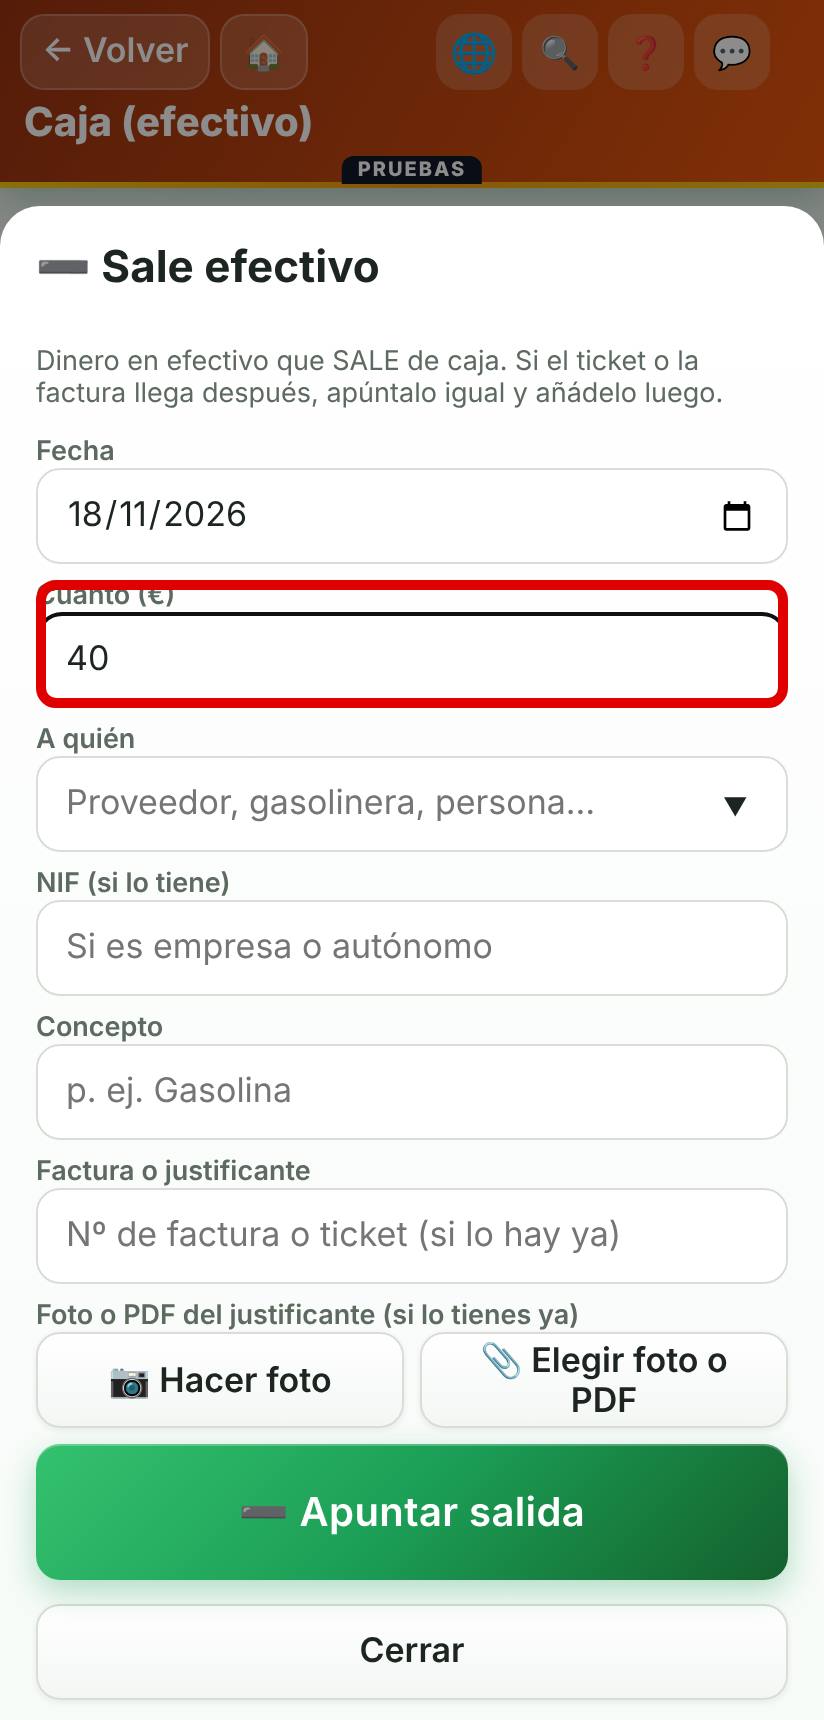 ← Volver
Caja (efectivo)
PRUEBAS
Sale efectivo
Dinero en efectivo que SALE de caja. Si el ticket o la
factura llega después, apúntalo igual y añádelo luego.
Fecha
18/11/2026
Cuánto (€)
40
A quién
Proveedor, gasolinera, persona...
NIF (si lo tiene)
Si es empresa o autónomo
Concepto
p. ej. Gasolina
Factura o justificante
Nº de factura o ticket (si lo hay ya)
Foto o PDF del justificante (si lo tienes ya)
Hacer foto
Elegir foto o
PDF
Apuntar salida
Cerrar